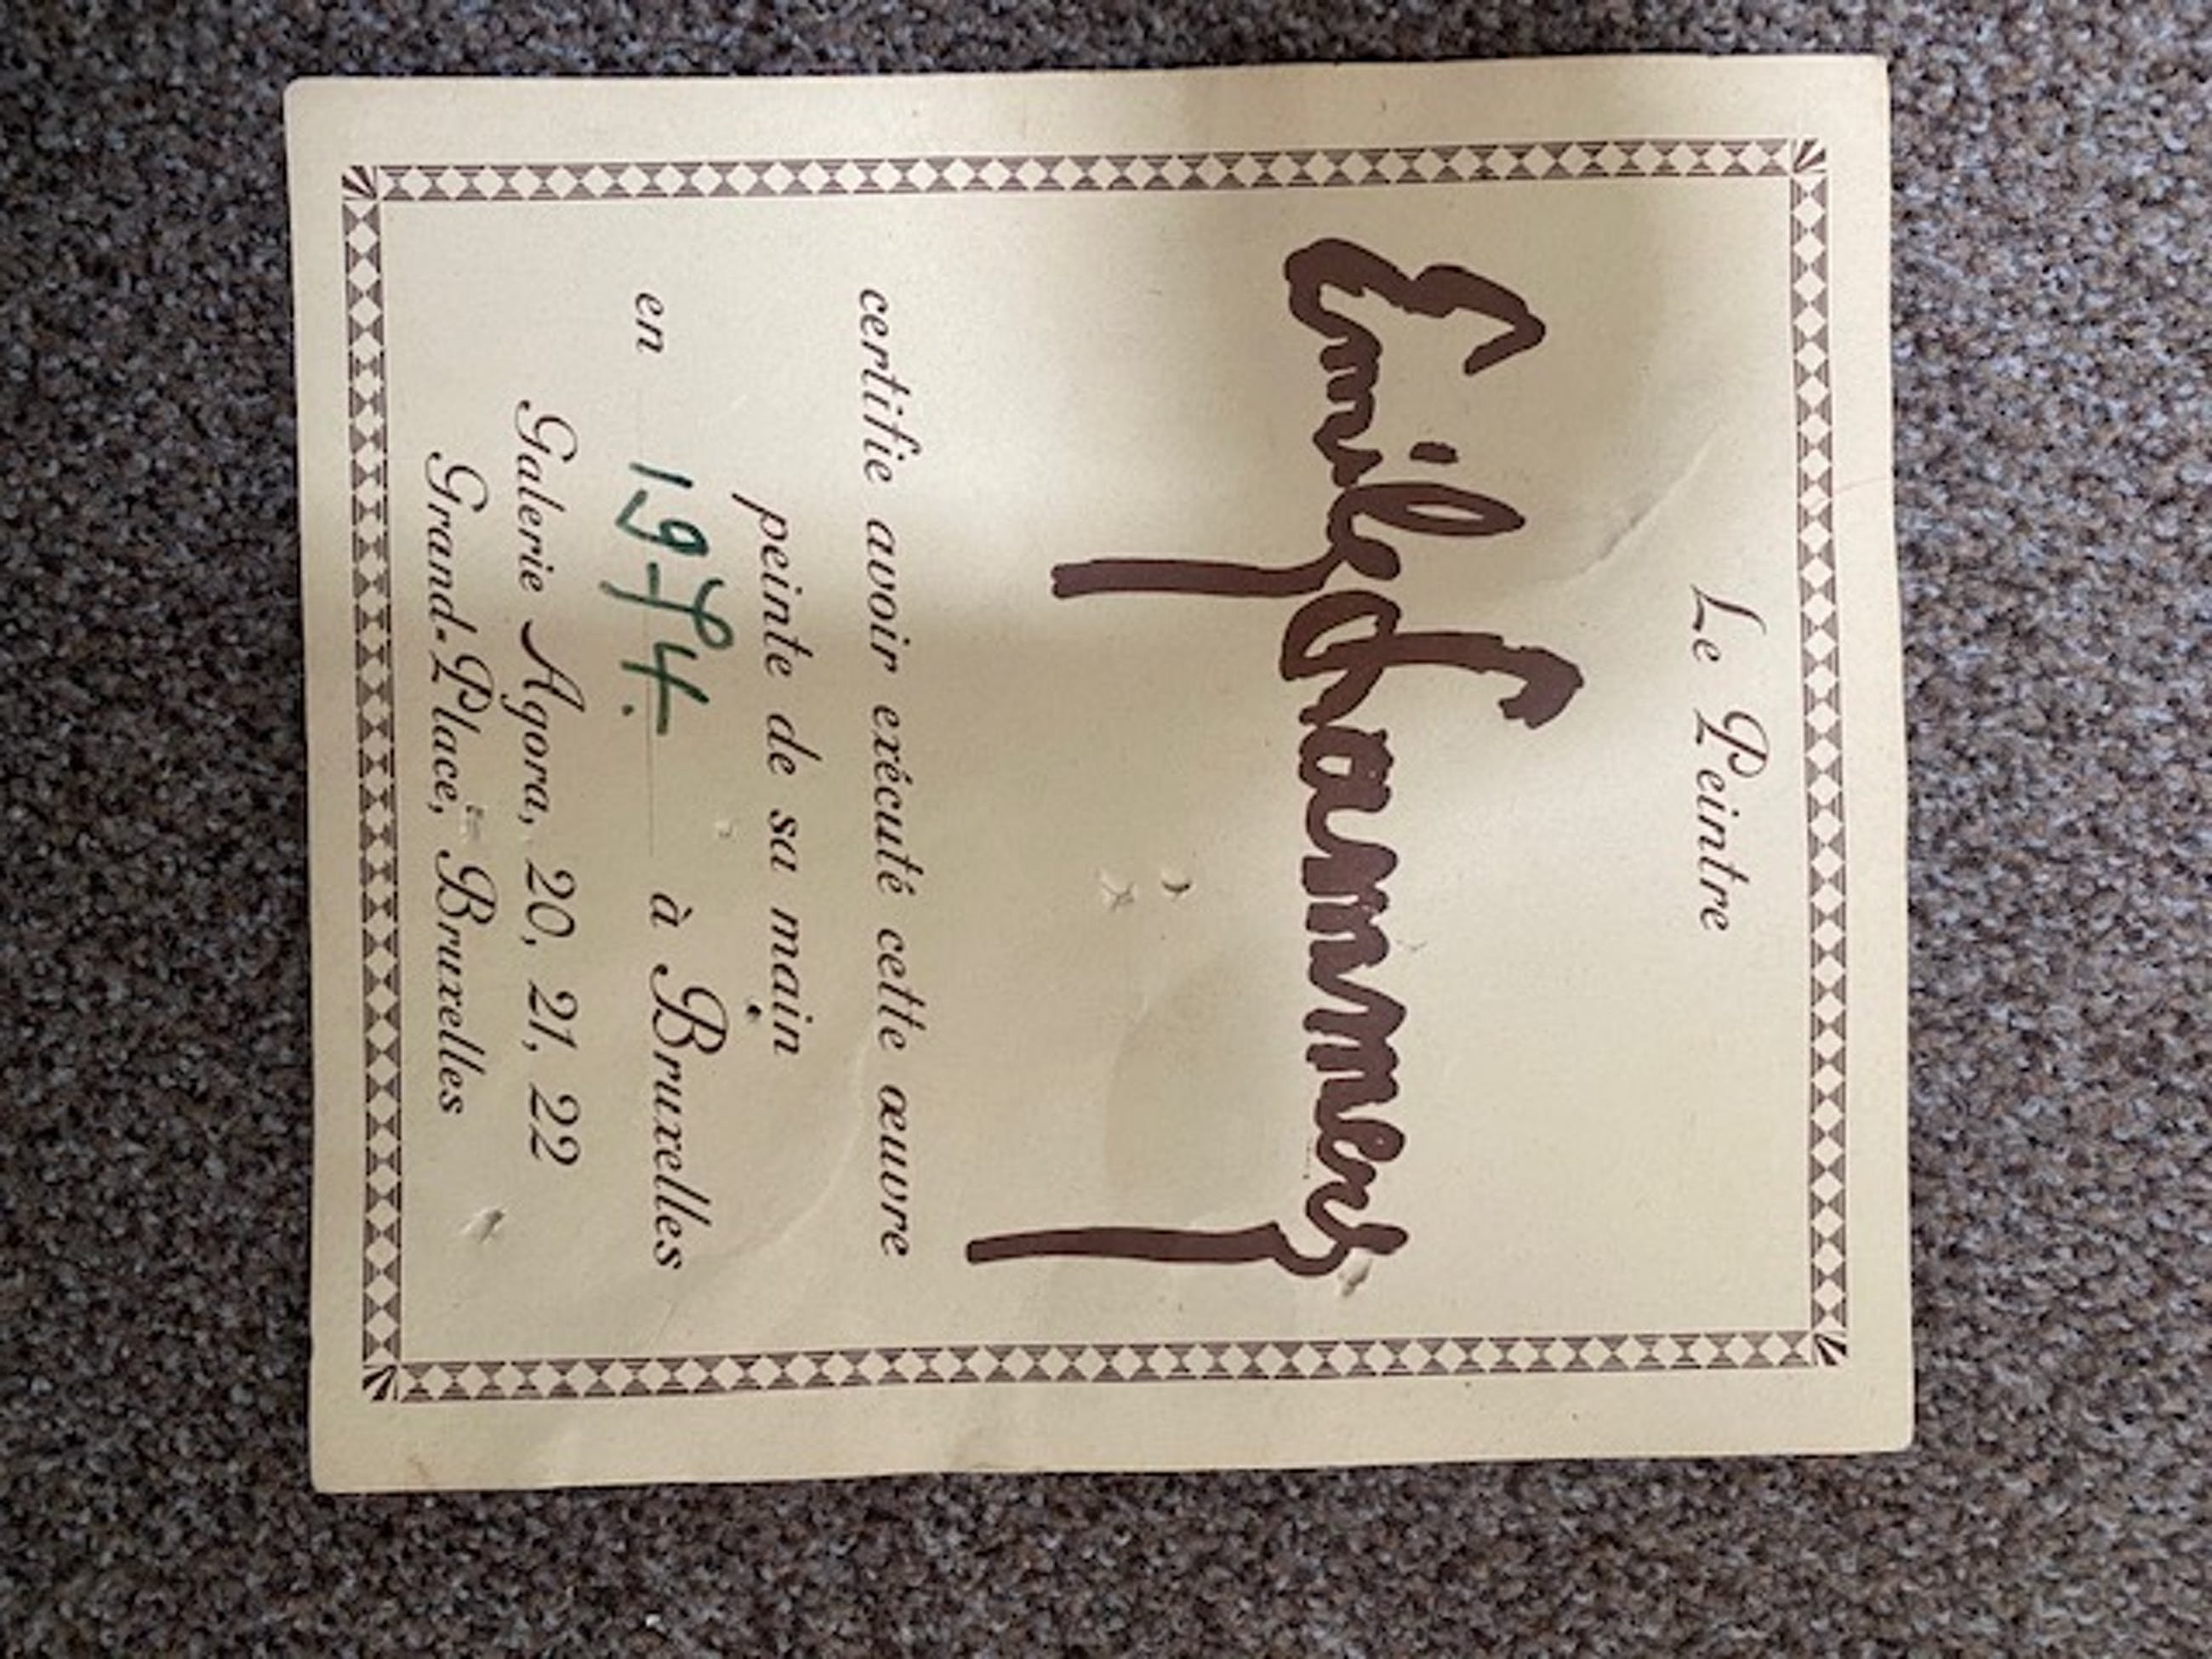 Le Peintre
Emile Lammers
certifie avoir exécuté cette œuvre
peinte de sa main
en 1974. à Bruxelles
Galerie Agora, 20, 21, 22
Grand-Place, Bruxelles